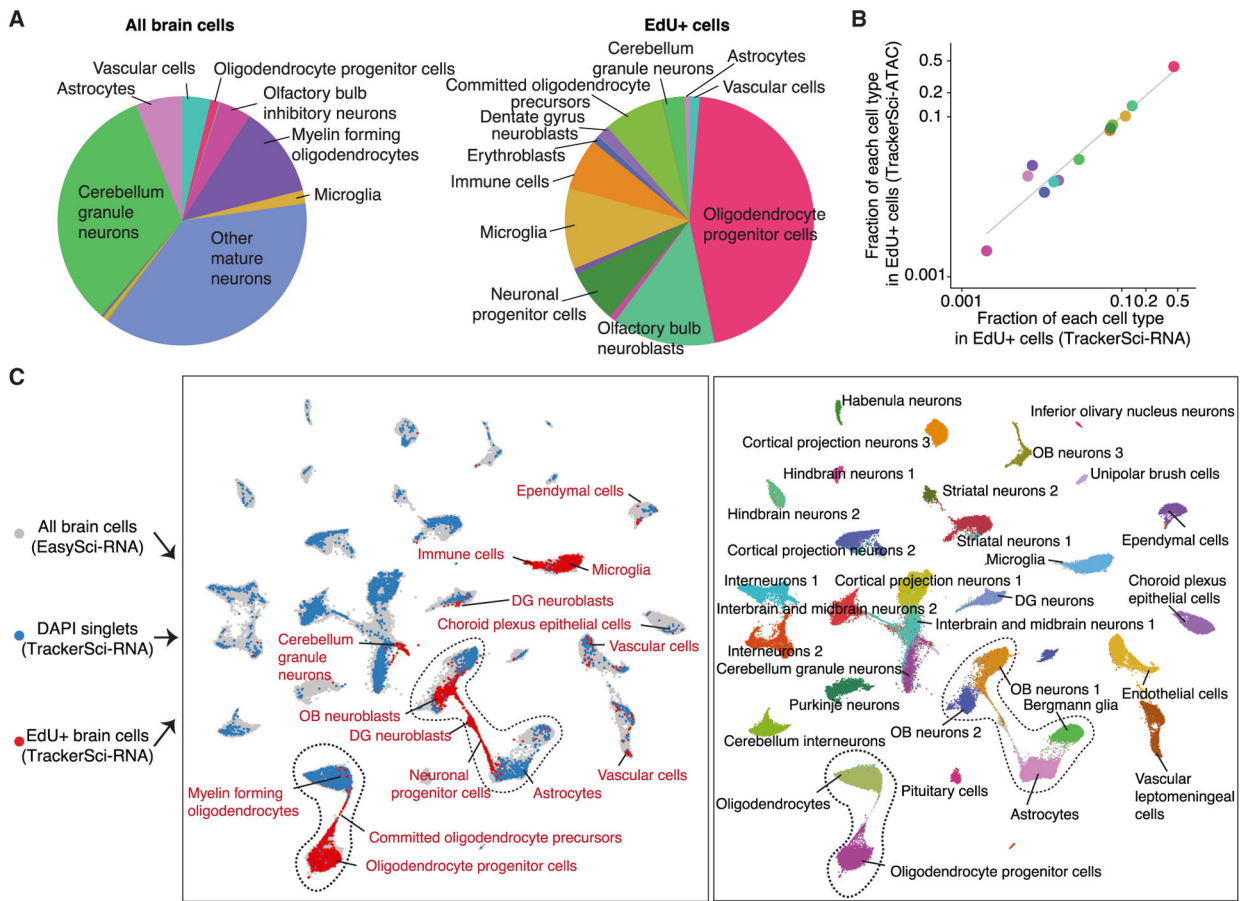 A
All brain cells
Vascular cells
Astrocytes
Oligodendrocyte progenitor cells
Olfactory bulb
inhibitory neurons
Myelin forming
oligodendrocytes
Microglia
Cerebellum
granule
neurons
Other
mature
neurons
EdU+ cells
Cerebellum
granule neurons
Astrocytes
Vascular cells
Committed oligodendrocyte
precursors
Dentate gyrus
neuroblasts
Erythroblasts
Immune cells
Microglia
Neuronal
progenitor cells
Olfactory bulb
neuroblasts
Oligodendrocyte
progenitor cells
B
Fraction of each cell type
in EdU+ cells (TrackerSci-ATAC)
0.5
0.2
0.1
0.001
0.001
0.1
0.2
0.5
Fraction of each cell type
in EdU+ cells (TrackerSci-RNA)
C
All brain cells
(EasySci-RNA)
DAPI singlets
(TrackerSci-RNA)
EdU+ brain cells
(TrackerSci-RNA)
Ependymal cells
Immune cells
Microglia
DG neuroblasts
Choroid plexus epithelial cells
Cerebellum
granule
neurons
Vascular cells
OB neuroblasts
DG neuroblasts
Neuronal
progenitor cells
Astrocytes
Vascular cells
Myelin forming
oligodendrocytes
Committed oligodendrocyte precursors
Oligodendrocyte progenitor cells
Habenula neurons
Inferior olivary nucleus neurons
Cortical projection neurons 3
OB neurons 3
Hindbrain neurons 1
Unipolar brush cells
Striatal neurons 2
Hindbrain neurons 2
Striatal neurons 1
Ependymal cells
Cortical projection neurons 2
Microglia
Interneurons 1
Cortical projection neurons 1
Choroid plexus
epithelial cells
DG neurons
Interbrain and midbrain neurons 2
Interbrain and midbrain neurons 1
Interneurons 2
Cerebellum granule neurons
OB neurons 1
Endothelial cells
Purkinje neurons
Bergmann glia
OB neurons 2
Cerebellum interneurons
Pituitary cells
Vascular
leptomeningeal
cells
Oligodendrocytes
Astrocytes
Oligodendrocyte progenitor cells